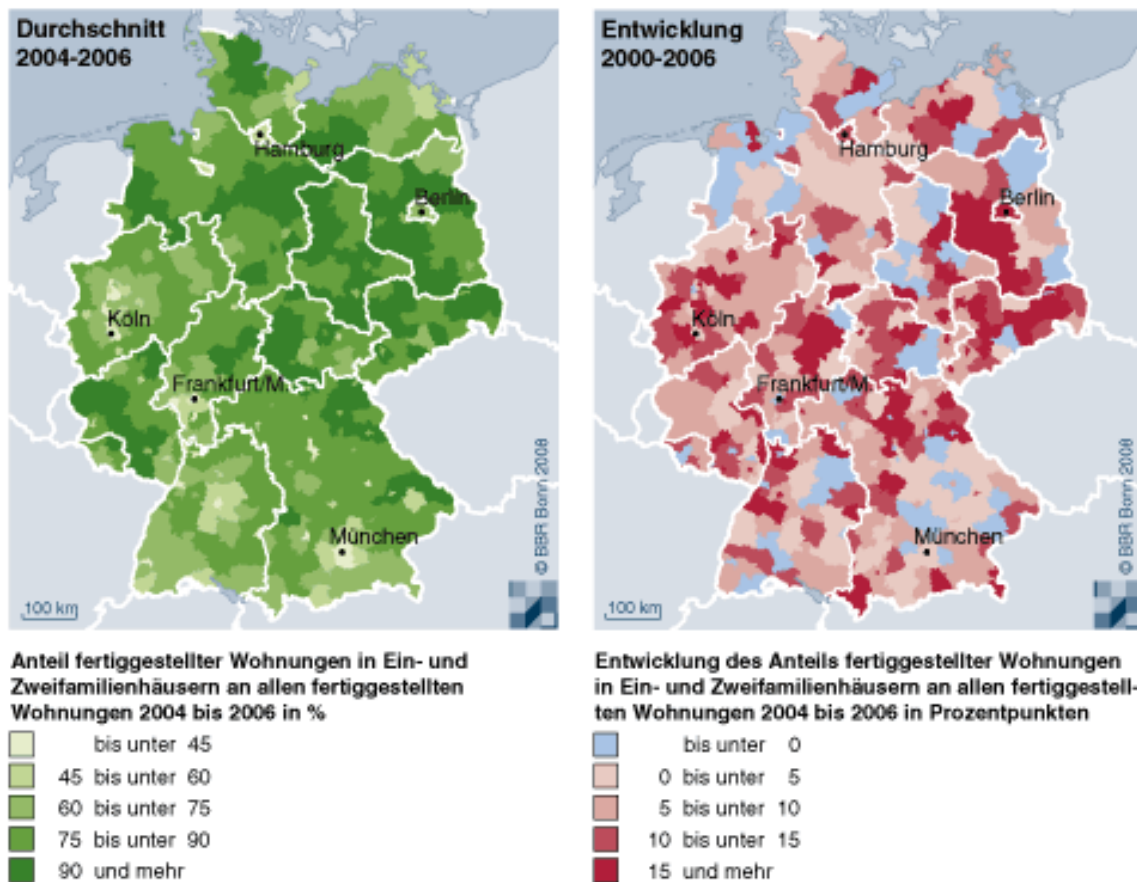 Durchschnitt
2004-2006
Hamburg
Berlin
Köln
Frankfurt/M.
München
100 km
© BBR Bonn 2008
Anteil fertiggestellter Wohnungen in Ein- und
Zweifamilienhäusern an allen fertiggestellten
Wohnungen 2004 bis 2006 in %
bis unter 45
45 bis unter 60
60 bis unter 75
75 bis unter 90
90 und mehr
Entwicklung
2000-2006
Hamburg
Berlin
Köln
Frankfurt/M.
München
100 km
© BBR Bonn 2008
Entwicklung des Anteils fertiggestellter Wohnungen
in Ein- und Zweifamilienhäusern an allen fertiggestell-
ten Wohnungen 2004 bis 2006 in Prozentpunkten
bis unter 0
0 bis unter 5
5 bis unter 10
10 bis unter 15
15 und mehr